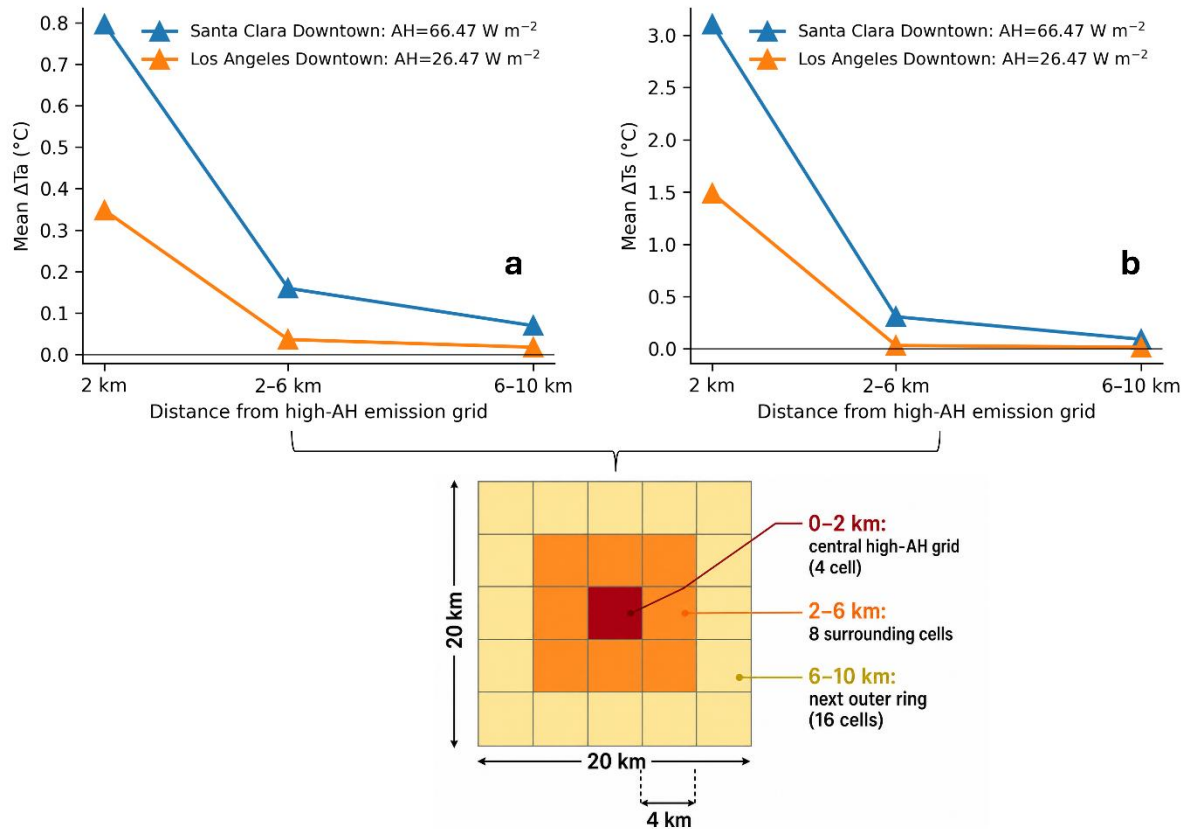 Santa Clara Downtown: AH=66.47 W m⁻²
Los Angeles Downtown: AH=26.47 W m⁻²
Mean ΔTa (°C)
0.8
0.7
0.6
0.5
0.4
0.3
0.2
0.1
0.0
a
2 km
2–6 km
6–10 km
Distance from high-AH emission grid
Santa Clara Downtown: AH=66.47 W m⁻²
Los Angeles Downtown: AH=26.47 W m⁻²
Mean ΔTs (°C)
3.0
2.5
2.0
1.5
1.0
0.5
0.0
b
2 km
2–6 km
6–10 km
Distance from high-AH emission grid
20 km
0–2 km:
central high-AH grid
(4 cell)
2–6 km:
8 surrounding cells
6–10 km:
next outer ring
(16 cells)
20 km
4 km